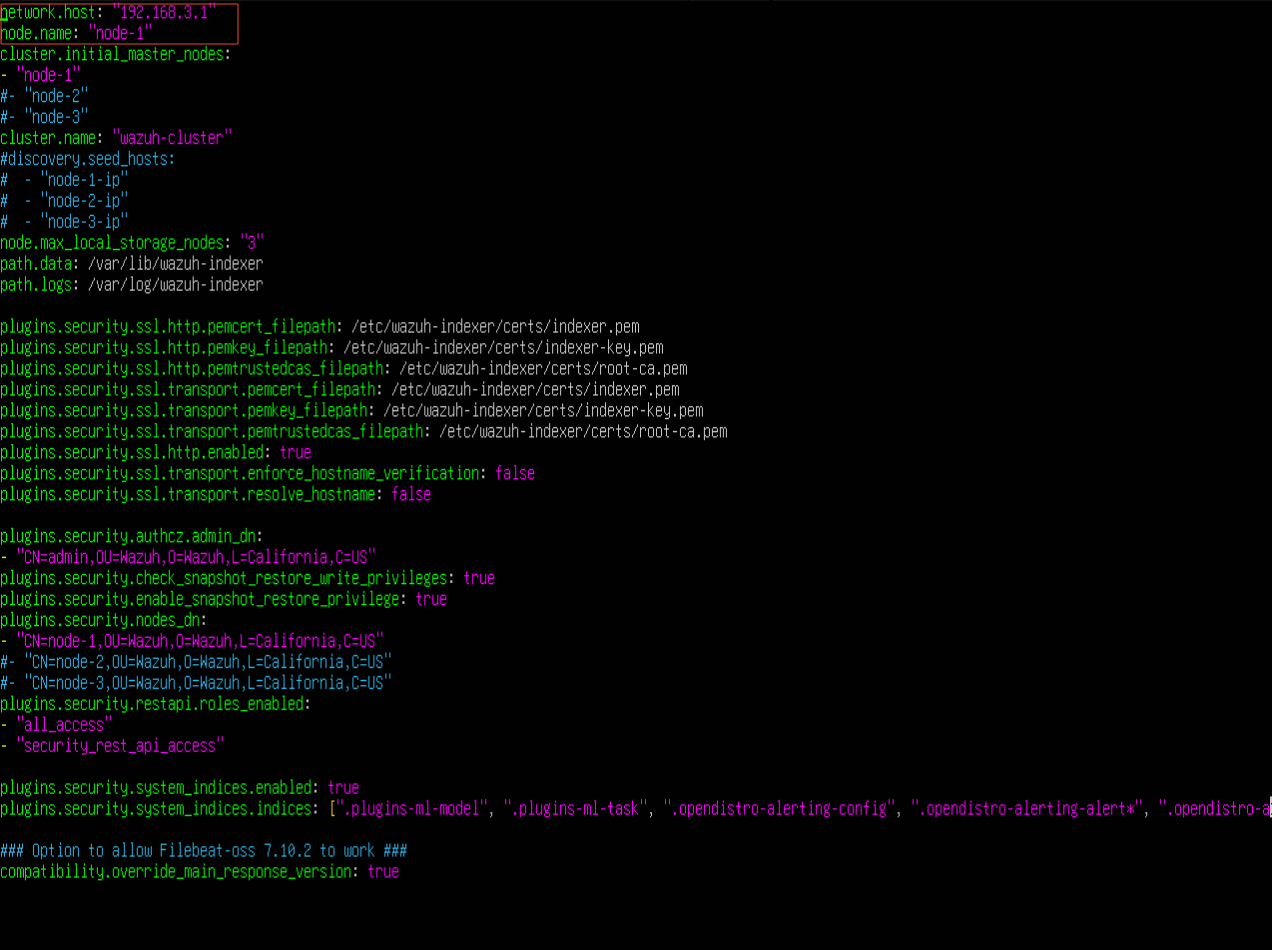 network.host: "192.168.3.1"
node.name: "node-1"
cluster.initial_master_nodes:
- "node-1"
#- "node-2"
#- "node-3"
cluster.name: "wazuh-cluster"
#discovery.seed_hosts:
#  - "node-1-ip"
#  - "node-2-ip"
#  - "node-3-ip"
node.max_local_storage_nodes: "3"
path.data: /var/lib/wazuh-indexer
path.logs: /var/log/wazuh-indexer

plugins.security.ssl.http.pemcert_filepath: /etc/wazuh-indexer/certs/indexer.pem
plugins.security.ssl.http.pemkey_filepath: /etc/wazuh-indexer/certs/indexer-key.pem
plugins.security.ssl.http.pemtrustedcas_filepath: /etc/wazuh-indexer/certs/root-ca.pem
plugins.security.ssl.transport.pemcert_filepath: /etc/wazuh-indexer/certs/indexer.pem
plugins.security.ssl.transport.pemkey_filepath: /etc/wazuh-indexer/certs/indexer-key.pem
plugins.security.ssl.transport.pemtrustedcas_filepath: /etc/wazuh-indexer/certs/root-ca.pem
plugins.security.ssl.http.enabled: true
plugins.security.ssl.transport.enforce_hostname_verification: false
plugins.security.ssl.transport.resolve_hostname: false

plugins.security.authcz.admin_dn:
- "CN=admin,OU=Wazuh,O=Wazuh,L=California,C=US"
plugins.security.check_snapshot_restore_write_privileges: true
plugins.security.enable_snapshot_restore_privilege: true
plugins.security.nodes_dn:
- "CN=node-1,OU=Wazuh,O=Wazuh,L=California,C=US"
#- "CN=node-2,OU=Wazuh,O=Wazuh,L=California,C=US"
#- "CN=node-3,OU=Wazuh,O=Wazuh,L=California,C=US"
plugins.security.restapi.roles_enabled:
- "all_access"
- "security_rest_api_access"

plugins.security.system_indices.enabled: true
plugins.security.system_indices.indices: [".plugins-ml-model", ".plugins-ml-task", ".opendistro-alerting-config", ".opendistro-alerting-alert*", ".opendistro-a

### Option to allow Filebeat-oss 7.10.2 to work ###
compatibility.override_main_response_version: true